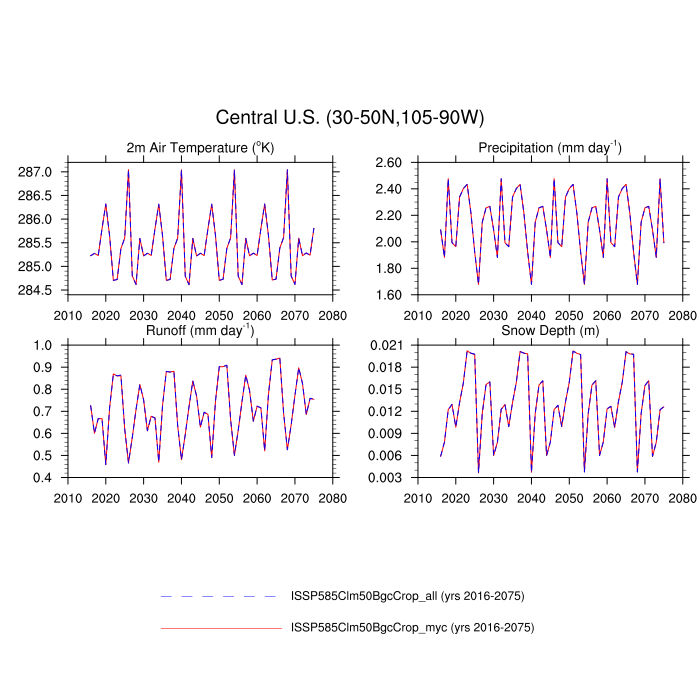 Central U.S. (30-50N,105-90W)
2m Air Temperature (°K)
Precipitation (mm day-1)
287.0
286.5
286.0
285.5
285.0
284.5
2010 2020 2030 2040 2050 2060 2070 2080
2.60
2.40
2.20
2.00
1.80
1.60
2010 2020 2030 2040 2050 2060 2070 2080
Runoff (mm day-1)
Snow Depth (m)
1.0
0.9
0.8
0.7
0.6
0.5
0.4
2010 2020 2030 2040 2050 2060 2070 2080
0.021
0.018
0.015
0.012
0.009
0.006
0.003
2010 2020 2030 2040 2050 2060 2070 2080
ISSP585Clm50BgcCrop_all (yrs 2016-2075)
ISSP585Clm50BgcCrop_myc (yrs 2016-2075)